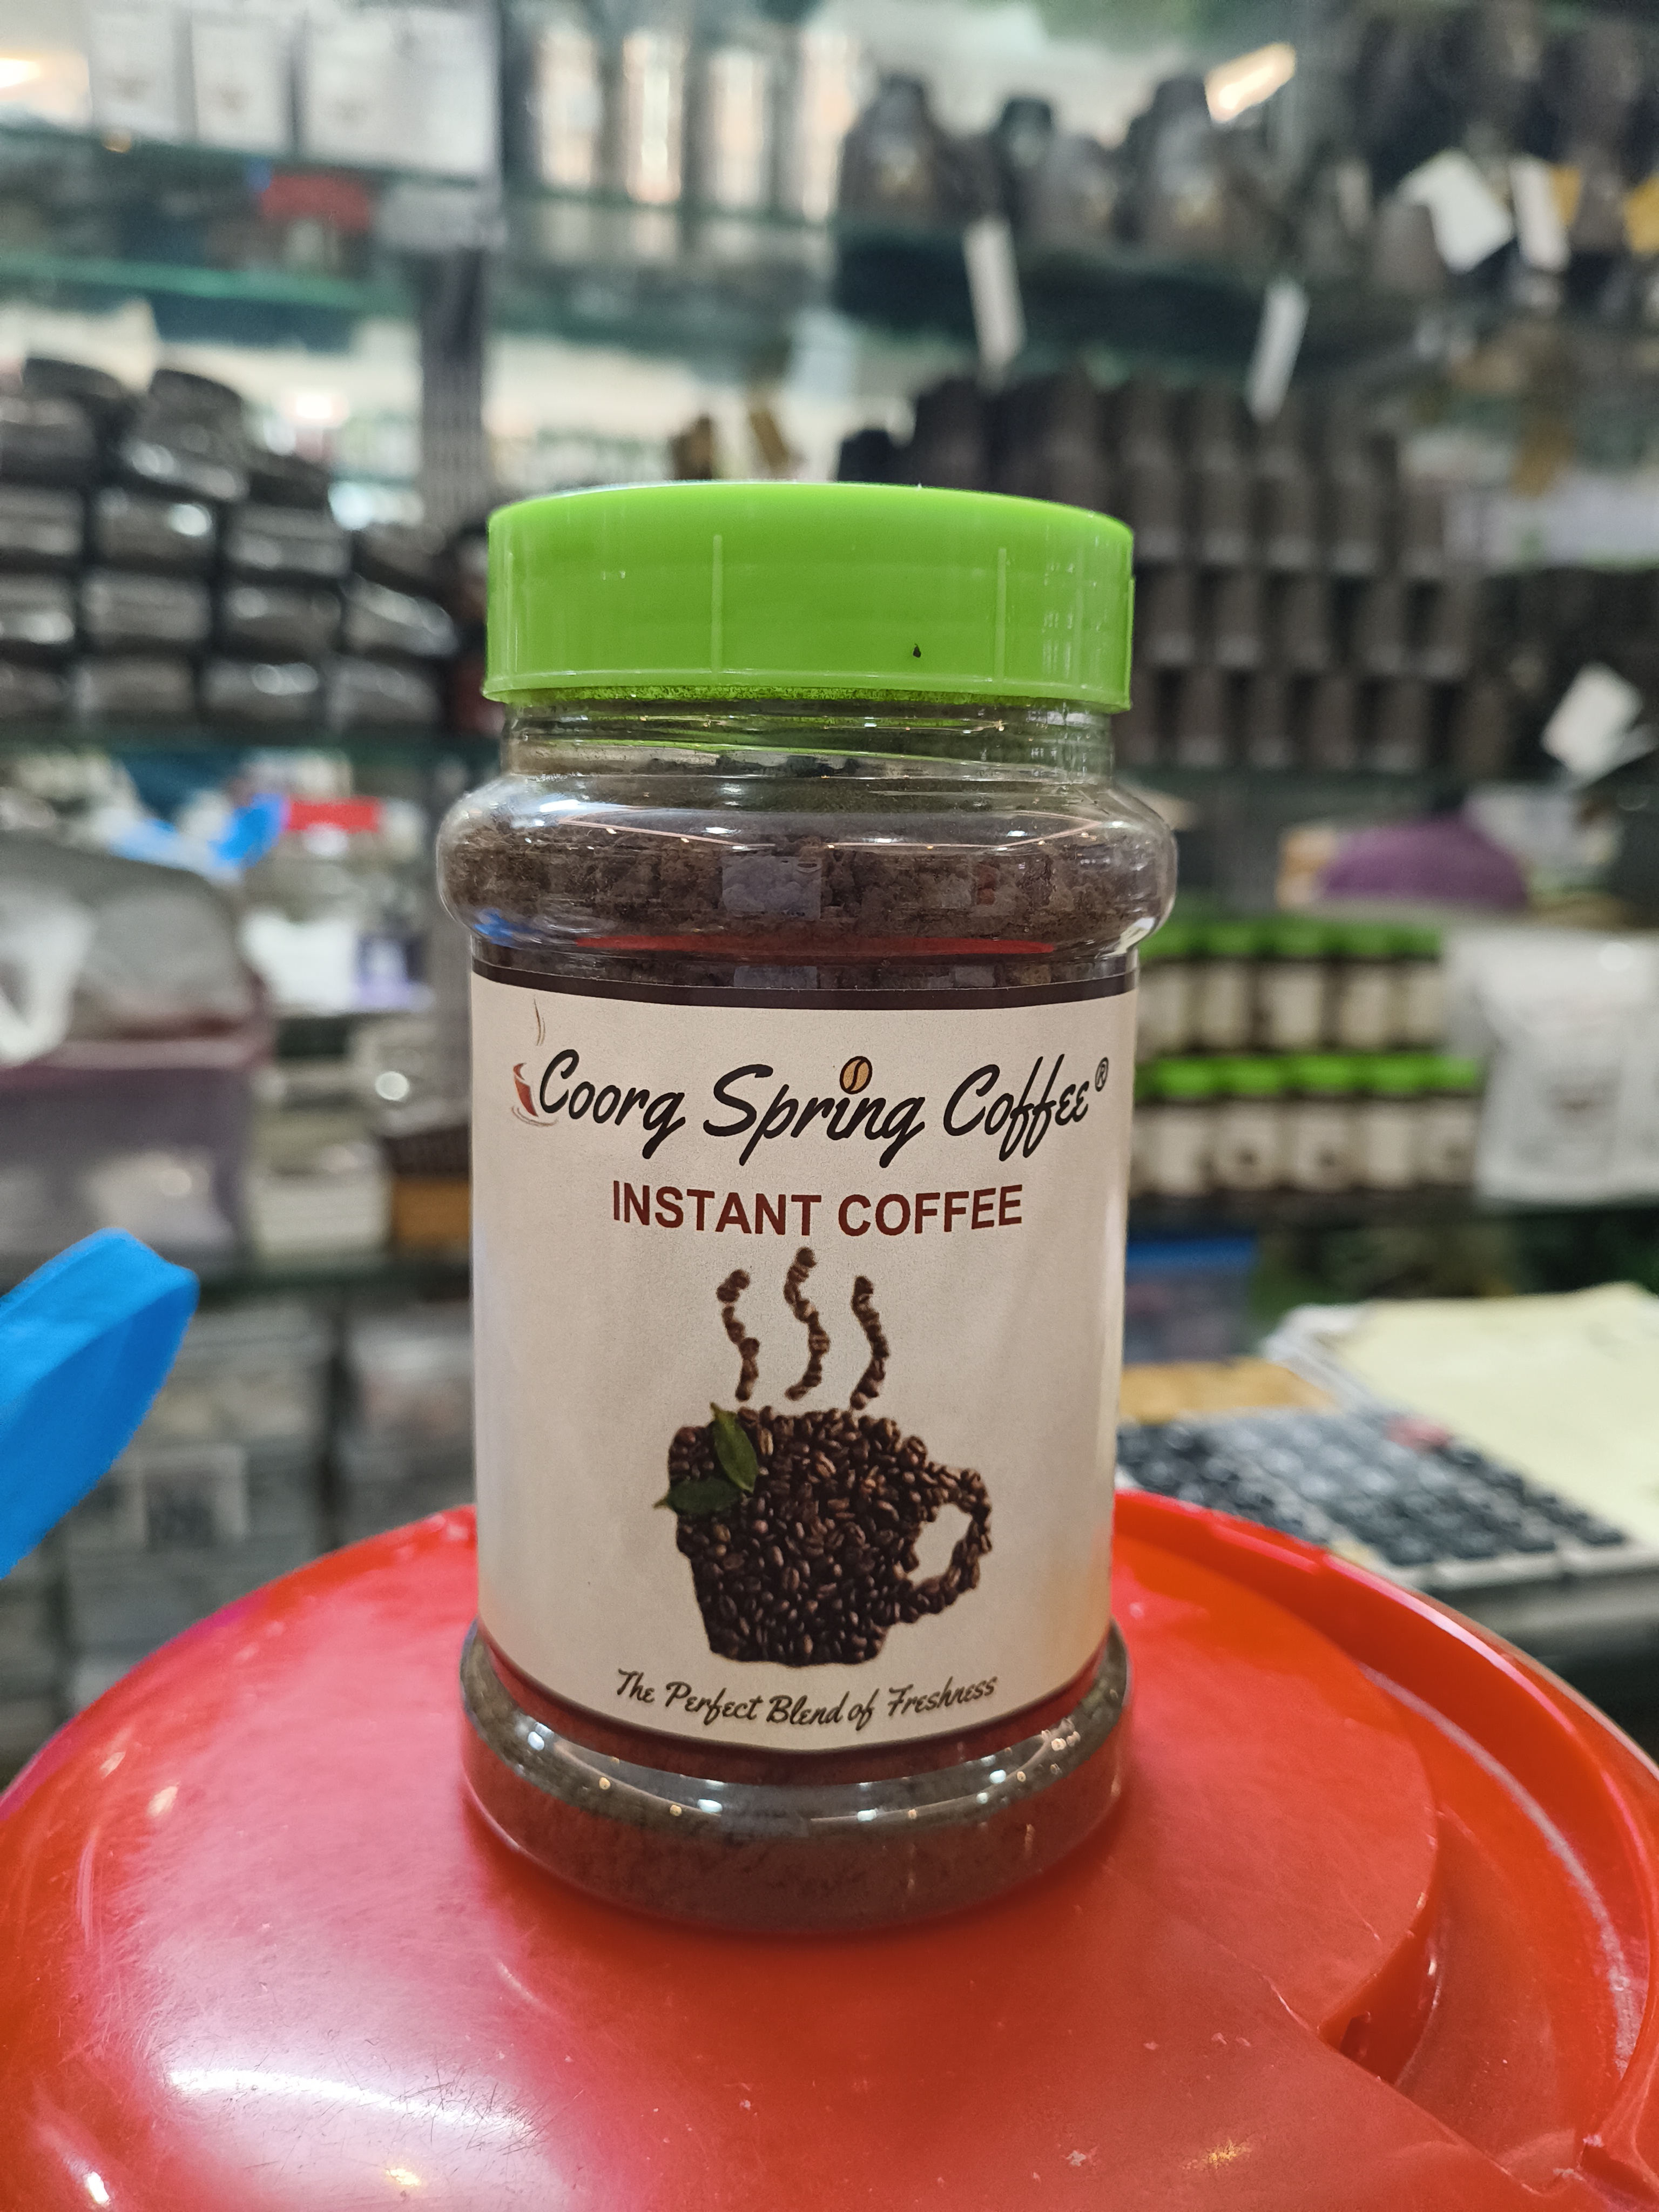 Coorg Spring Coffee®
INSTANT COFFEE
The Perfect Blend of Freshness